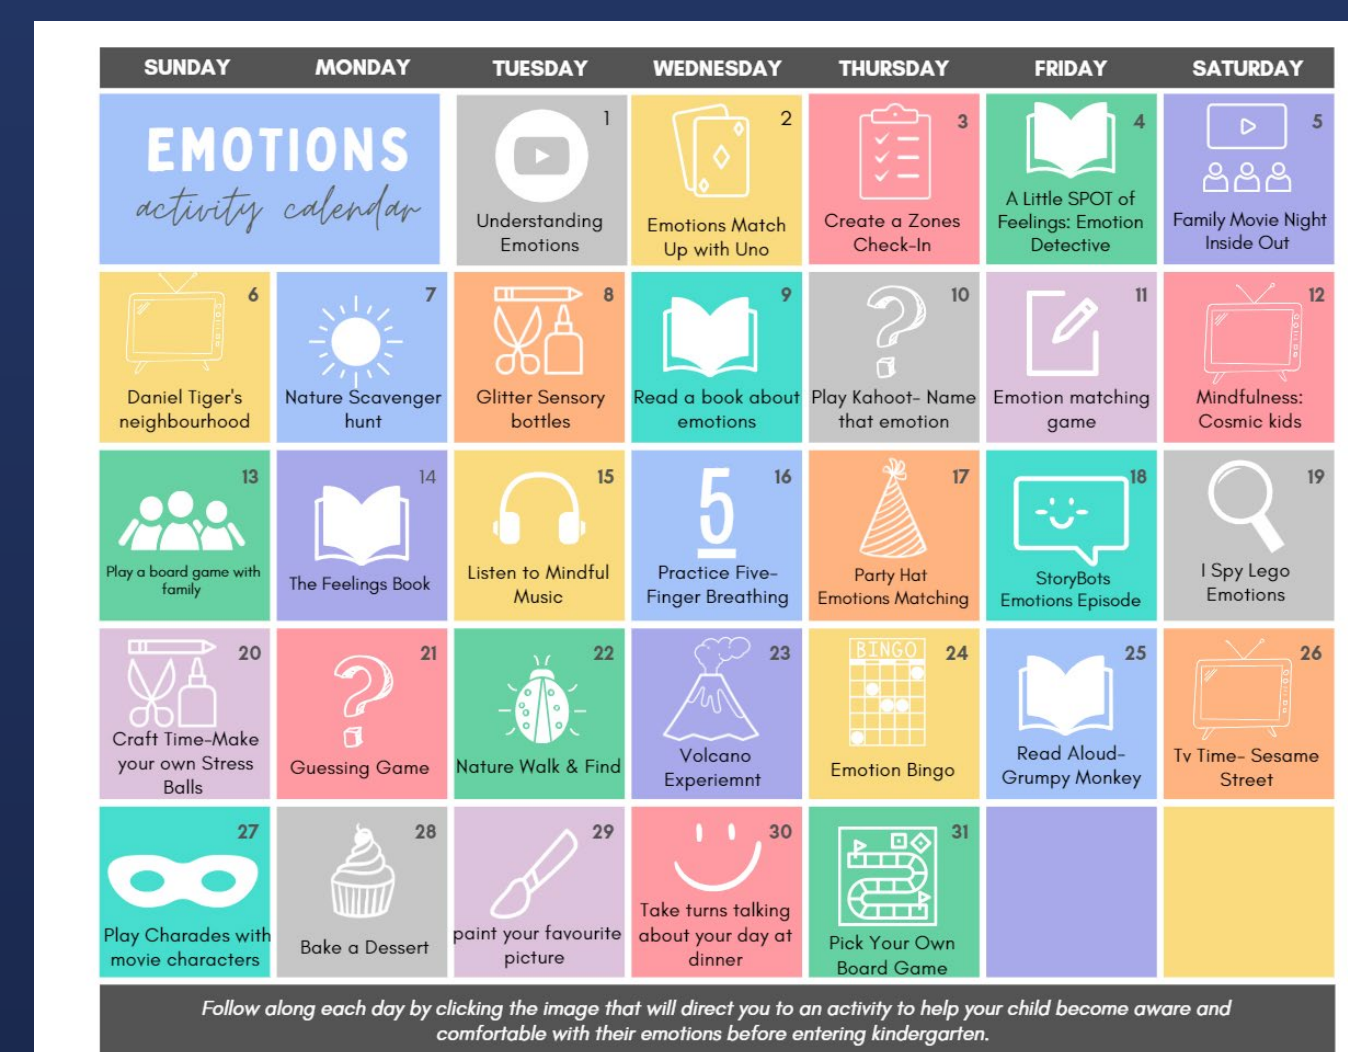 SUNDAY MONDAY TUESDAY WEDNESDAY THURSDAY FRIDAY SATURDAY
EMOTIONS
activity calendar
1
Understanding
Emotions
2
Emotions Match
Up with Uno
3
Create a Zones
Check-In
4
A Little SPOT of
Feelings: Emotion
Detective
5
Family Movie Night
Inside Out
6
Daniel Tiger's
neighbourhood
7
Nature Scavenger
hunt
8
Glitter Sensory
bottles
9
Read a book about
emotions
10
Play Kahoot- Name
that emotion
11
Emotion matching
game
12
Mindfulness:
Cosmic kids
13
Play a board game with
family
14
The Feelings Book
15
Listen to Mindful
Music
16
5
Practice Five-
Finger Breathing
17
Party Hat
Emotions Matching
18
StoryBots
Emotions Episode
19
I Spy Lego
Emotions
20
Craft Time-Make
your own Stress
Balls
21
Guessing Game
22
Nature Walk & Find
23
Volcano
Experiemnt
24
BINGO
Emotion Bingo
25
Read Aloud-
Grumpy Monkey
26
Tv Time- Sesame
Street
27
Play Charades with
movie characters
28
Bake a Dessert
29
paint your favourite
picture
30
Take turns talking
about your day at
dinner
31
Pick Your Own
Board Game
Follow along each day by clicking the image that will direct you to an activity to help your child become aware and
comfortable with their emotions before entering kindergarten.